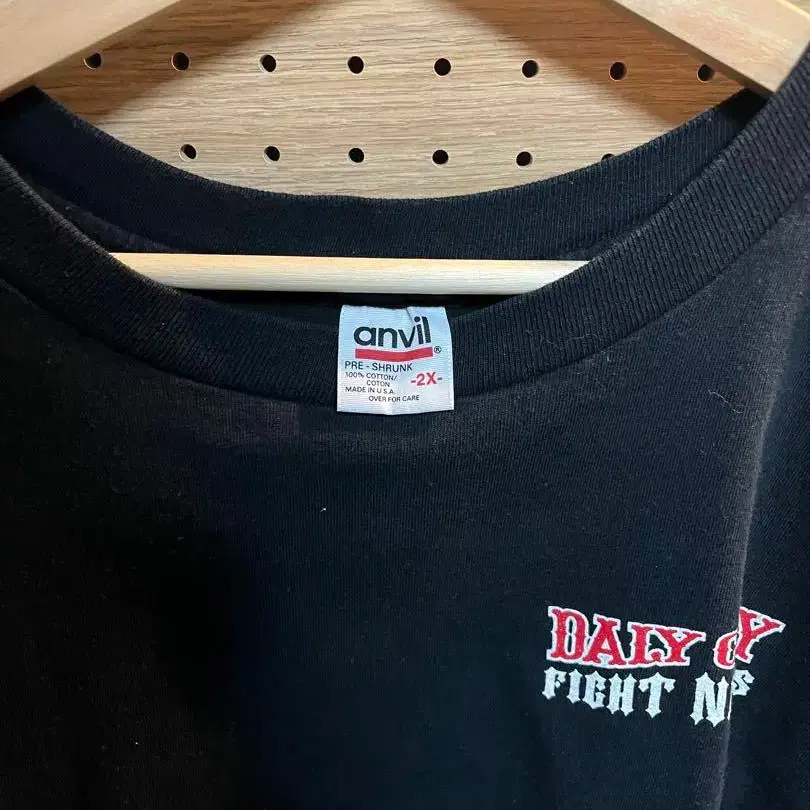 anvil®
PRE-SHRUNK
100% COTTON/
COTON
-2X-
MADE IN U.S.A.
OVER FOR CARE
DALY
FIGHT